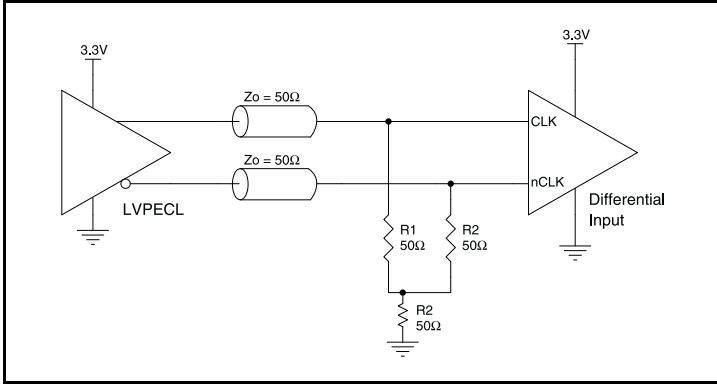 3.3V
3.3V
Zo = 50Ω
CLK
Zo = 50Ω
nCLK
LVPECL
Differential
Input
R1
50Ω
R2
50Ω
R2
50Ω